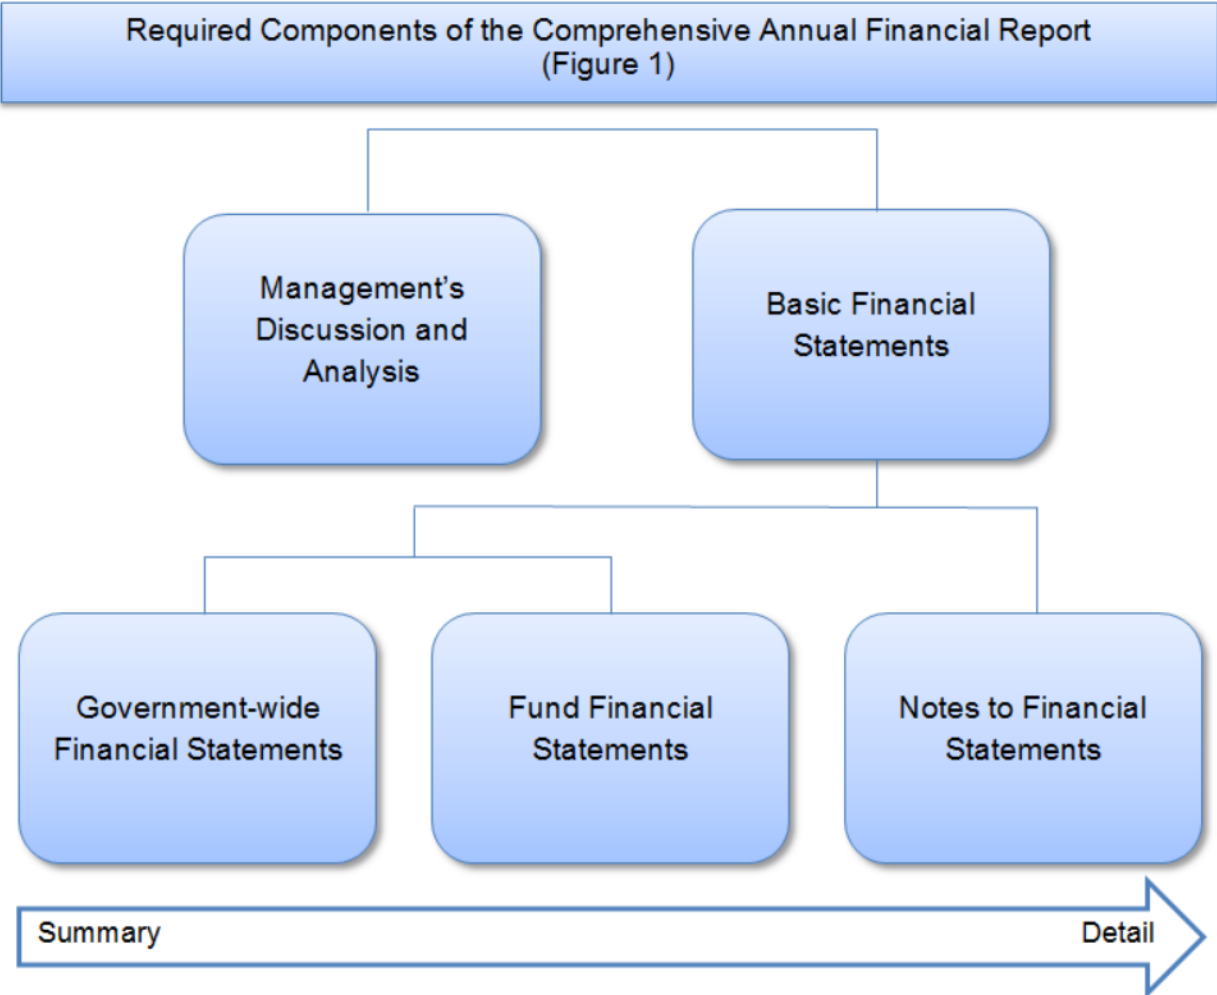 Required Components of the Comprehensive Annual Financial Report
(Figure 1)
Management’s
Discussion and
Analysis
Basic Financial
Statements
Government-wide
Financial Statements
Fund Financial
Statements
Notes to Financial
Statements
Summary
Detail